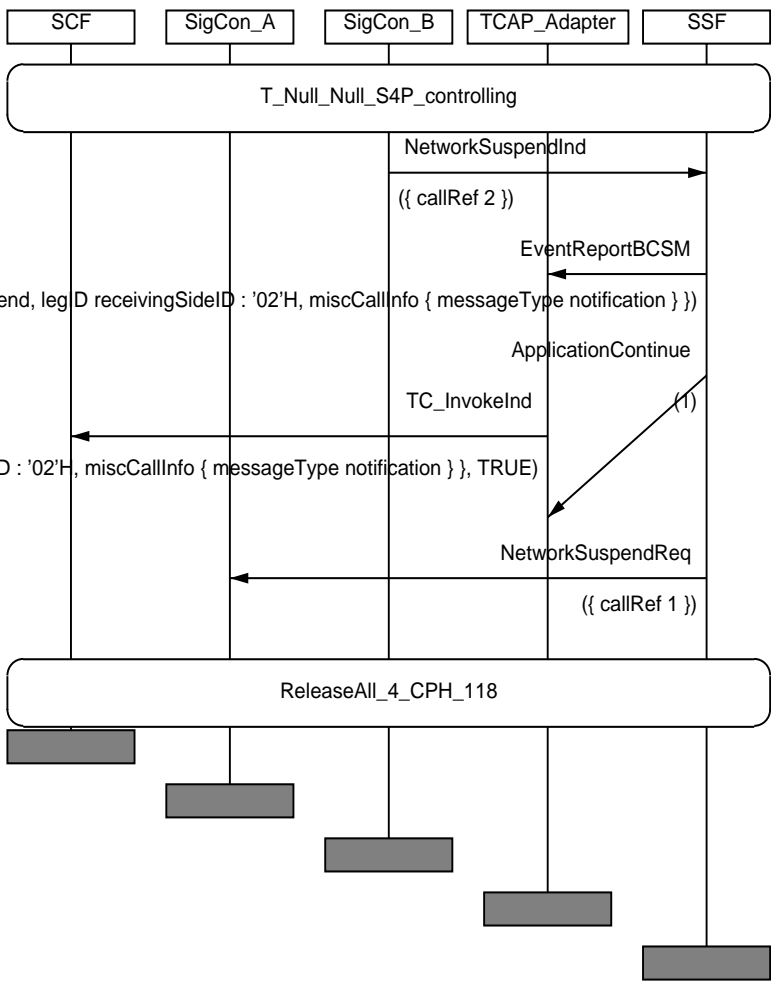 SCF
SigCon_A
SigCon_B
TCAP_Adapter
SSF
T_Null_Null_S4P_controlling
NetworkSuspendInd
({ callRef 2 })
EventReportBCSM
end, legID receivingSideID : '02'H, miscCallInfo { messageType notification } })
ApplicationContinue
(1)
TC_InvokeInd
D : '02'H, miscCallInfo { messageType notification } }, TRUE)
NetworkSuspendReq
({ callRef 1 })
ReleaseAll_4_CPH_118